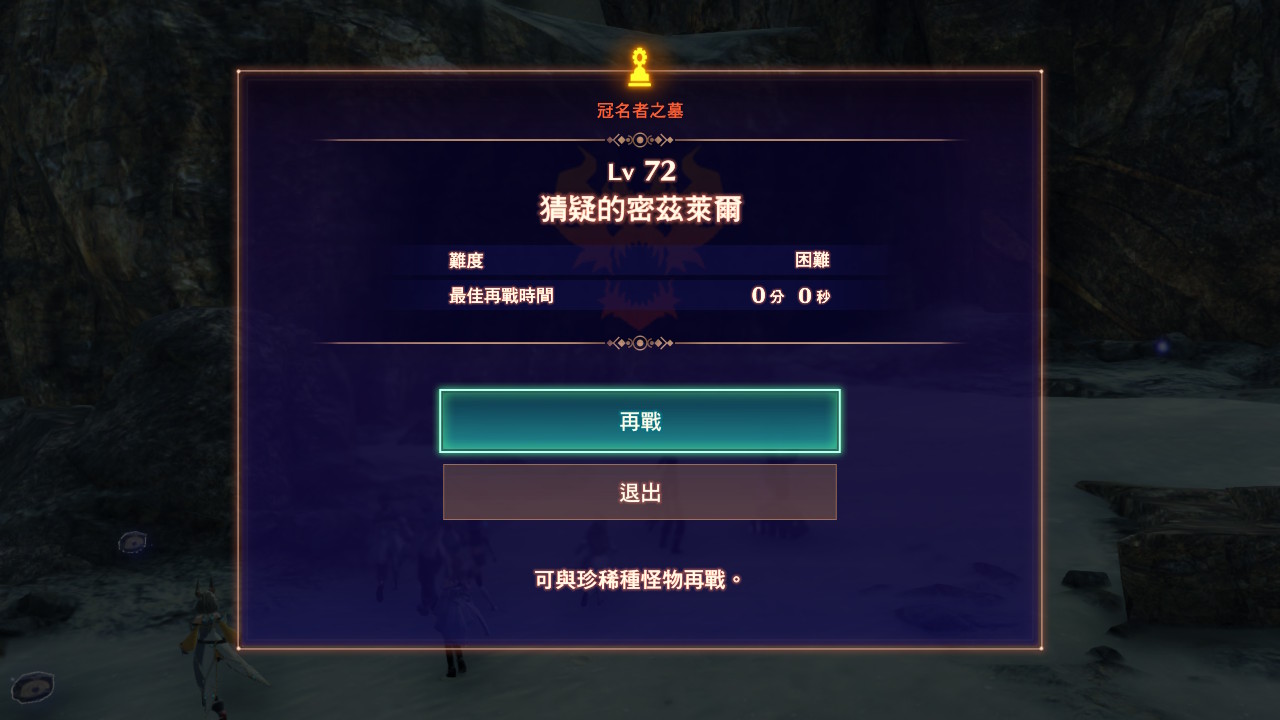 冠名者之墓
Lv 72
猜疑的密茲萊爾
難度 困難
最佳再戰時間 0分 0秒
再戰
退出
可與珍稀種怪物再戰。